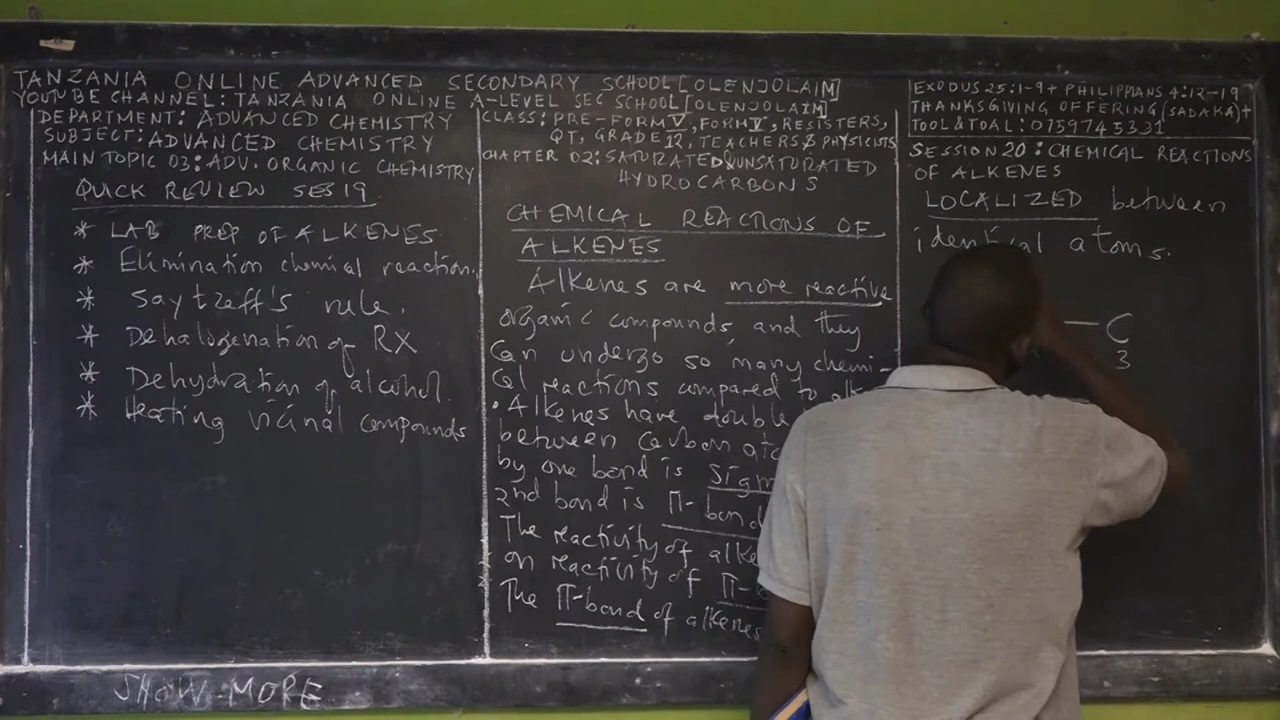 TANZANIA ONLINE ADVANCED SECONDARY SCHOOL [OLENJOLAIM]
YOUTUBE CHANNEL: TANZANIA ONLINE A-LEVEL SEC SCHOOL [OLENJOLAIM]
DEPARTMENT: ADVANCED CHEMISTRY
SUBJECT: ADVANCED CHEMISTRY
MAIN TOPIC 03: ADV. ORGANIC CHEMISTRY
QUICK REVIEW SES 19
* LAB PREP OF ALKENES
* Elimination chemial reaction.
* Saytzeff's rule.
* Dehalogenation of RX
* Dehydration of alcohol.
* Heating vicinal compounds
CLASS: PRE-FORM V, FORM V, RESISTERS,
QT, GRADE 12, TEACHERS & PHYSICISTS
CHAPTER 02: SATURATED & UNSATURATED
HYDROCARBONS
CHEMICAL REACTIONS OF
ALKENES
Alkenes are more reactive
organic compounds, and they
can undergo so many chemi-
cal reactions compared to
• Alkenes have double
between carbon
by one bond is
2nd bond is Π-bond
The reactivity of
on reactivity of
The Π-bond of alkenes
EXODUS 25:1-9 + PHILIPPIANS 4:12-19
THANKSGIVING OFFERING (SADAKA) +
TOOL & TOAL: 0759745331
SESSION 20: CHEMICAL REACTIONS
OF ALKENES
LOCALIZED between
identical atoms.
— C
3
SHOW MORE